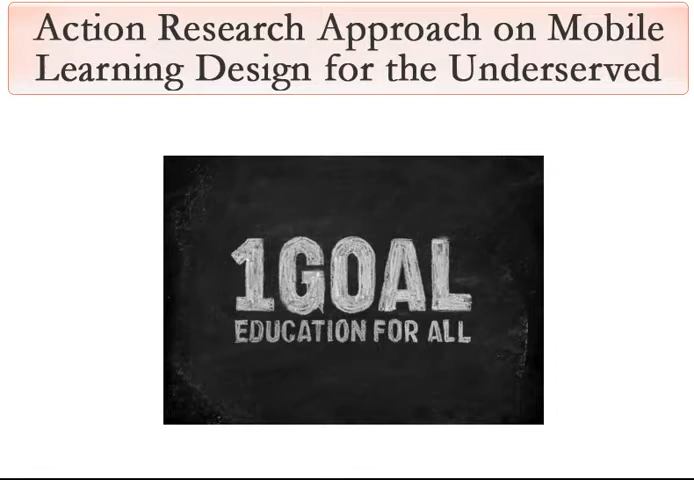 Action Research Approach on Mobile
Learning Design for the Underserved
1GOAL
EDUCATION FOR ALL